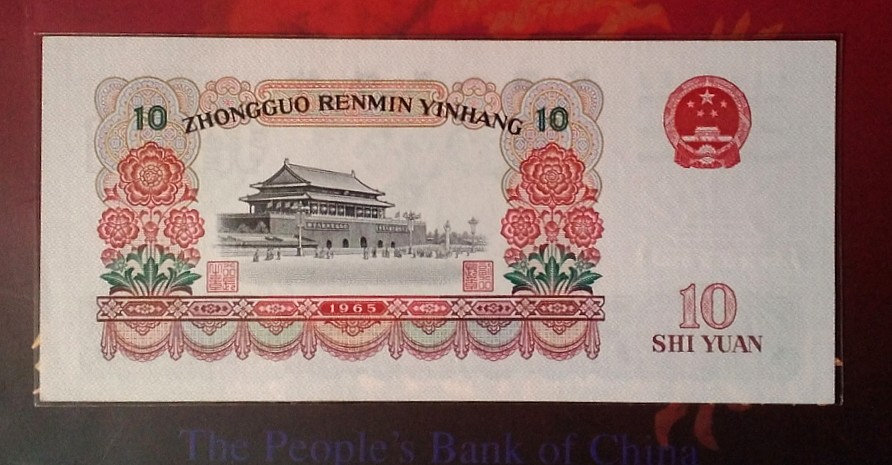 10 ZHONGGUO RENMIN YINHANG 10
1965
10
SHI YUAN
The People's Bank of China